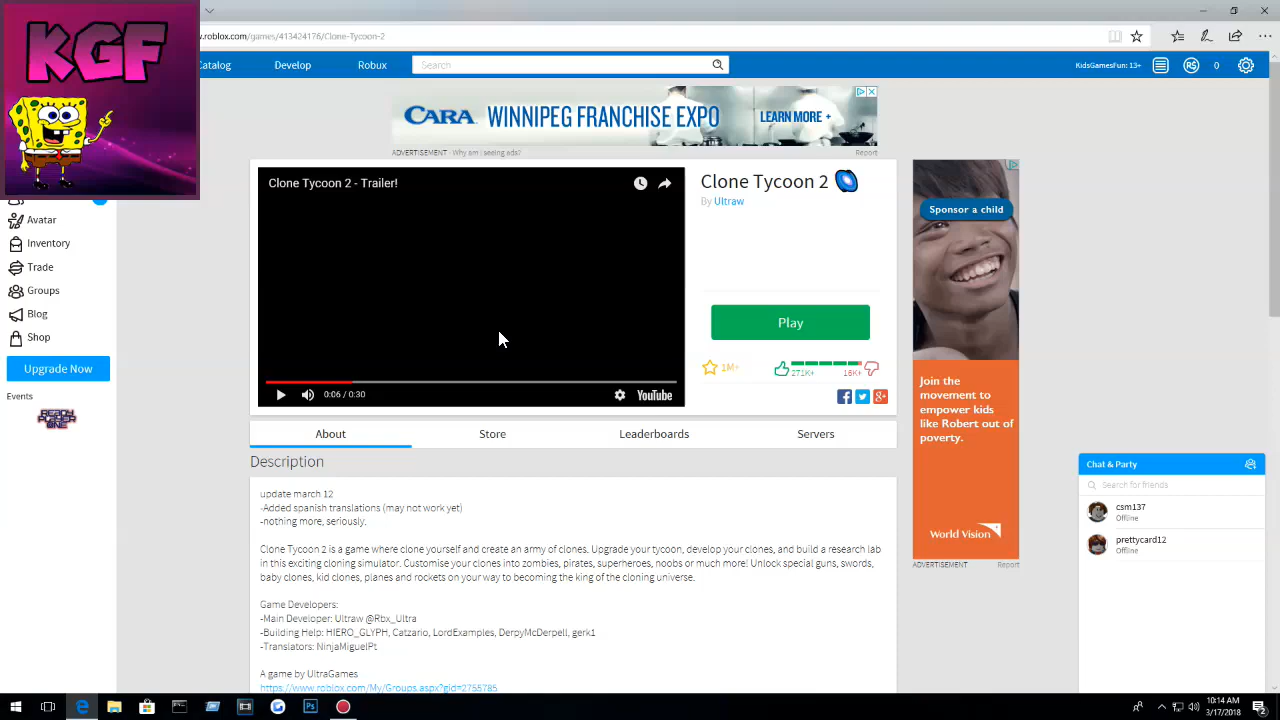 KGF
w.roblox.com/games/413424176/Clone-Tycoon-2
Catalog
Develop
Robux
Search
KidsGamesFun: 13+
0
CARA WINNIPEG FRANCHISE EXPO
LEARN MORE +
ADVERTISEMENT - Why am I seeing ads?
Report
Avatar
Inventory
Trade
Groups
Blog
Shop
Upgrade Now
Events
READY PLAYER ONE
Clone Tycoon 2 - Trailer!
0:06 / 0:30
YouTube
Clone Tycoon 2
By Ultraw
Play
1M+
271K+
18K+
About
Store
Leaderboards
Servers
Description
update march 12
-Added spanish translations (may not work yet)
-nothing more, seriously.
Clone Tycoon 2 is a game where clone yourself and create an army of clones. Upgrade your tycoon, develop your clones, and build a research lab
in this exciting cloning simulator. Customise your clones into zombies, pirates, superheroes, noobs or much more! Unlock special guns, swords,
baby clones, kid clones, planes and rockets on your way to becoming the king of the cloning universe.
Game Developers:
-Main Developer: Ultraw @Rbx_Ultra
-Building Help: HIERO_GLYPH, Catzario, LordExamples, DerpyMcDerpell, gerk1
-Translators: NinjaMiguelPt
A game by UltraGames
https://www.roblox.com/My/Groups.aspx?gid=2755785
Sponsor a child
Join the
movement to
empower kids
like Robert out of
poverty.
World Vision
ADVERTISEMENT
Report
Chat & Party
Search for friends
csm137
Offline
prettycard12
Offline
10:14 AM
3/17/2018
2